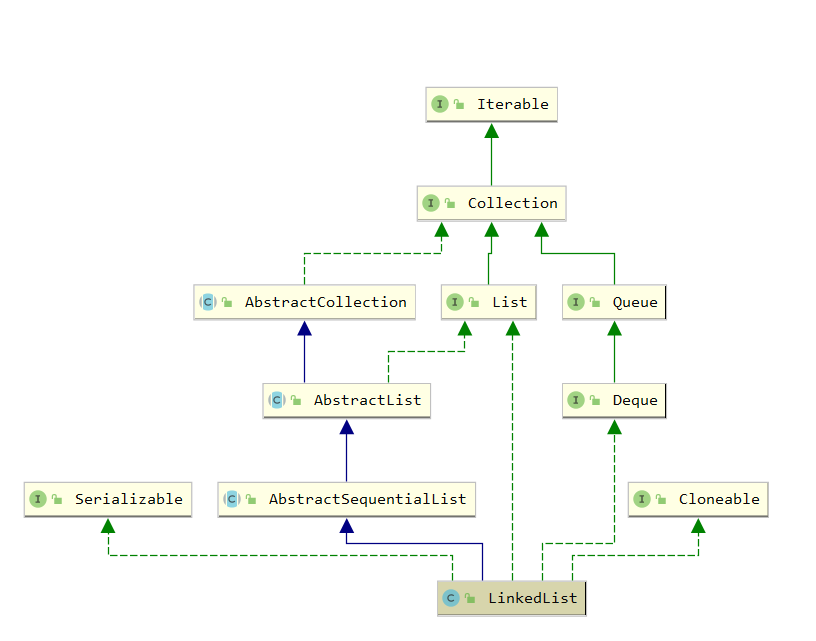 I Iterable
I Collection
C AbstractCollection
I List
I Queue
C AbstractList
I Deque
I Serializable
C AbstractSequentialList
I Cloneable
C LinkedList